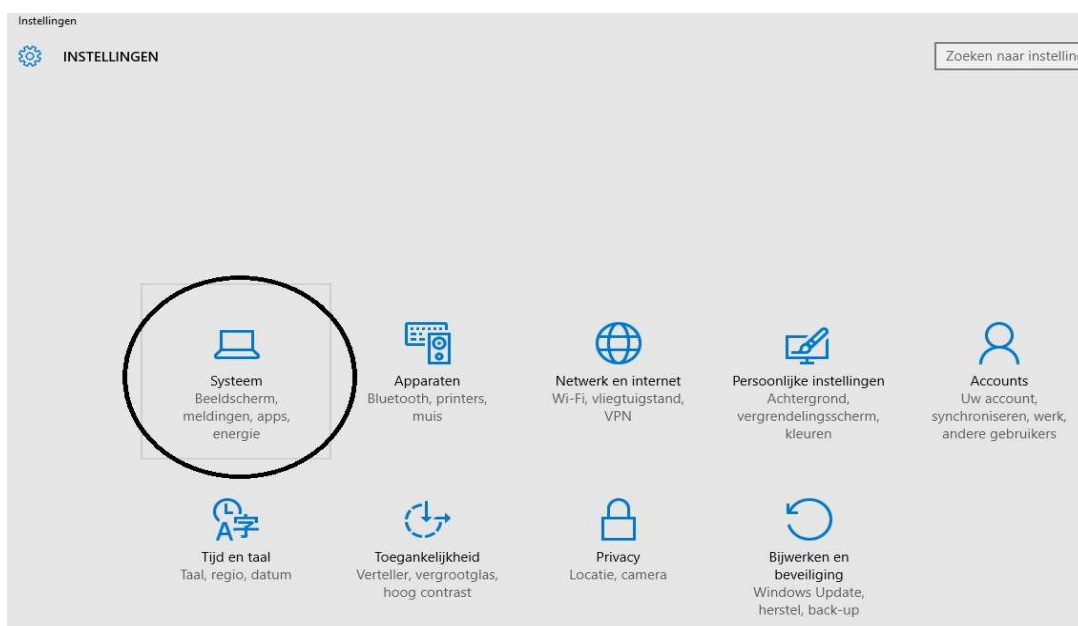 Instellingen
INSTELLINGEN
Zoeken naar instelling
Systeem
Beeldscherm,
meldingen, apps,
energie
Apparaten
Bluetooth, printers,
muis
Netwerk en internet
Wi-Fi, vliegtuigstand,
VPN
Persoonlijke instellingen
Achtergrond,
vergrendelingsscherm,
kleuren
Accounts
Uw account,
synchroniseren, werk,
andere gebruikers
Tijd en taal
Taal, regio, datum
Toegankelijkheid
Verteller, vergrootglas,
hoog contrast
Privacy
Locatie, camera
Bijwerken en
beveiliging
Windows Update,
herstel, back-up